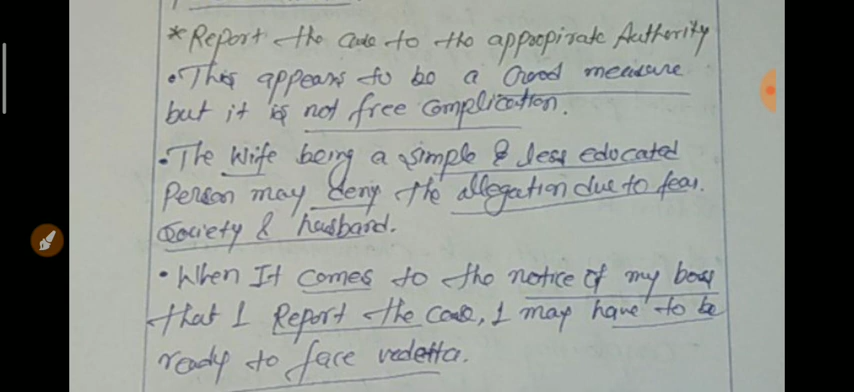 * Report the case to the appropirate Authority
• This appears to be a Good measure
but it is not free complication.
• The Wife being a simple & less educated
Person may deny the allegation due to fear.
Society & husband.
• When It comes to the notice of my boss
that I Report the case, I may have to be
ready to face vedetta.